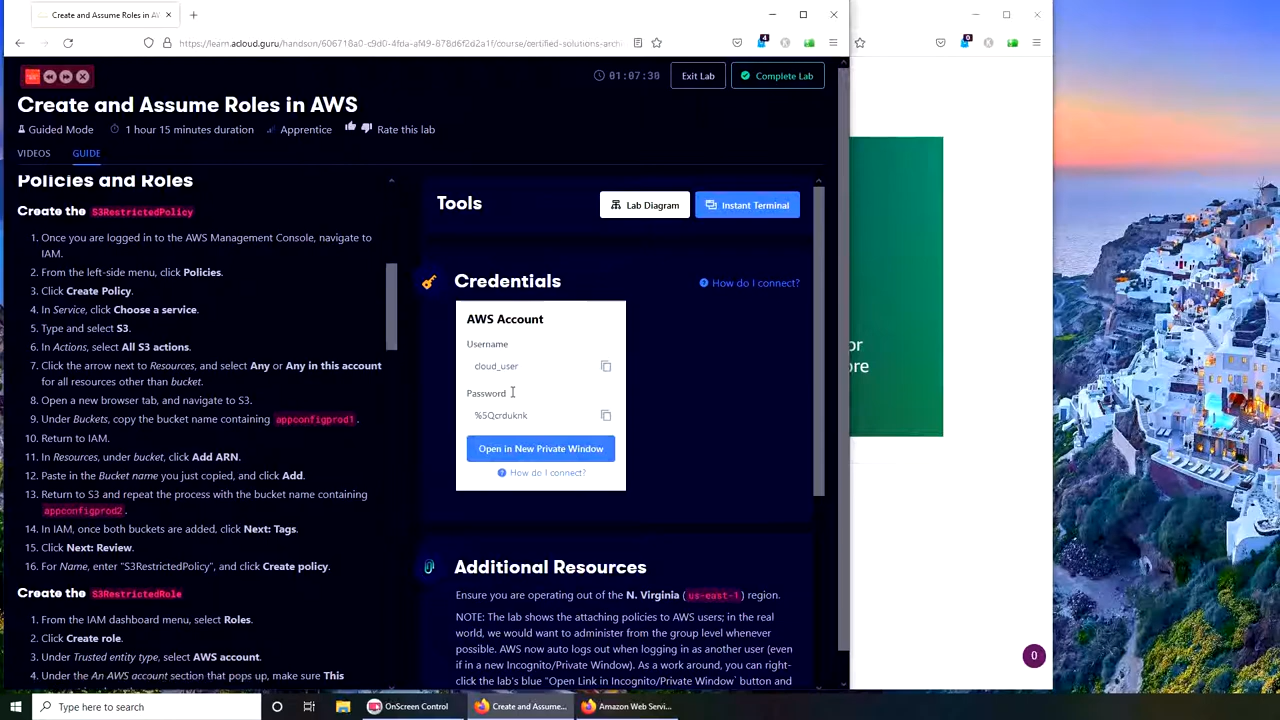 Create and Assume Roles in AW
https://learn.acloud.guru/handson/606718a0-c9d0-4fda-af49-878d6f2d2a1f/course/certified-solutions-arch
4
0
01:07:30
Exit Lab
Complete Lab
Create and Assume Roles in AWS
Guided Mode
1 hour 15 minutes duration
Apprentice
Rate this lab
VIDEOS
GUIDE
Policies and Roles
Create the S3RestrictedPolicy
1. Once you are logged in to the AWS Management Console, navigate to
IAM.
2. From the left-side menu, click Policies.
3. Click Create Policy.
4. In Service, click Choose a service.
5. Type and select S3.
6. In Actions, select All S3 actions.
7. Click the arrow next to Resources, and select Any or Any in this account
for all resources other than bucket.
8. Open a new browser tab, and navigate to S3.
9. Under Buckets, copy the bucket name containing appconfigprod1.
10. Return to IAM.
11. In Resources, under bucket, click Add ARN.
12. Paste in the Bucket name you just copied, and click Add.
13. Return to S3 and repeat the process with the bucket name containing
appconfigprod2.
14. In IAM, once both buckets are added, click Next: Tags.
15. Click Next: Review.
16. For Name, enter "S3RestrictedPolicy", and click Create policy.
Create the S3RestrictedRole
1. From the IAM dashboard menu, select Roles.
2. Click Create role.
3. Under Trusted entity type, select AWS account.
4. Under the An AWS account section that pops up, make sure This
Tools
Lab Diagram
Instant Terminal
Credentials
How do I connect?
AWS Account
Username
cloud_user
Password
%5Qcrduknk
Open in New Private Window
How do I connect?
Additional Resources
Ensure you are operating out of the N. Virginia (us-east-1) region.
NOTE: The lab shows the attaching policies to AWS users; in the real
world, we would want to administer from the group level whenever
possible. AWS now auto logs out when logging in as another user (even
if in a new Incognito/Private Window). As a work around, you can right-
click the lab's blue "Open Link in Incognito/Private Window` button and
or
ore
0
Type here to search
OnScreen Control
Create and Assume...
Amazon Web Servi...